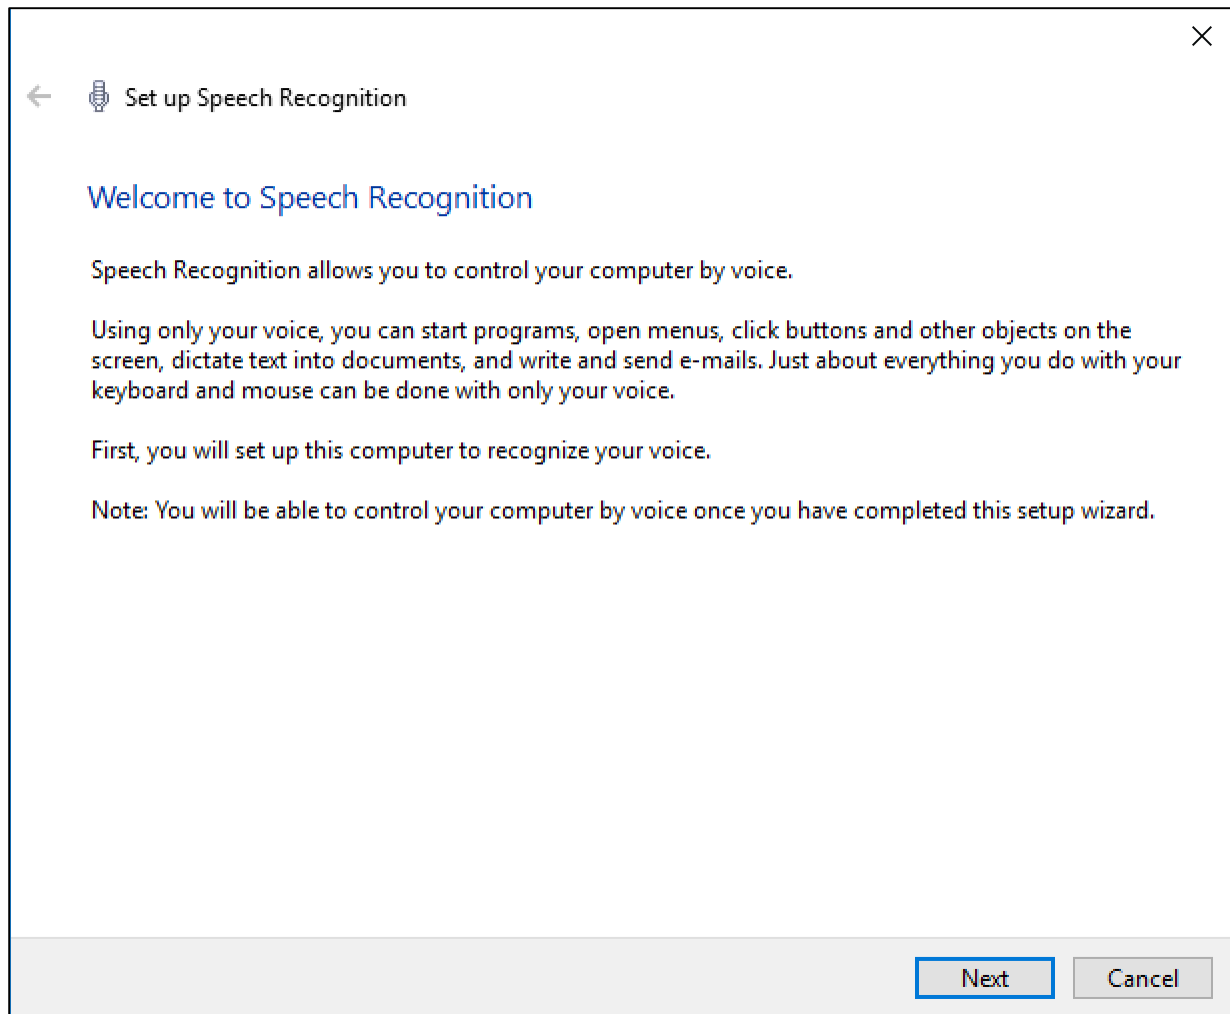 Set up Speech Recognition
Welcome to Speech Recognition
Speech Recognition allows you to control your computer by voice.
Using only your voice, you can start programs, open menus, click buttons and other objects on the
screen, dictate text into documents, and write and send e-mails. Just about everything you do with your
keyboard and mouse can be done with only your voice.
First, you will set up this computer to recognize your voice.
Note: You will be able to control your computer by voice once you have completed this setup wizard.
Next
Cancel